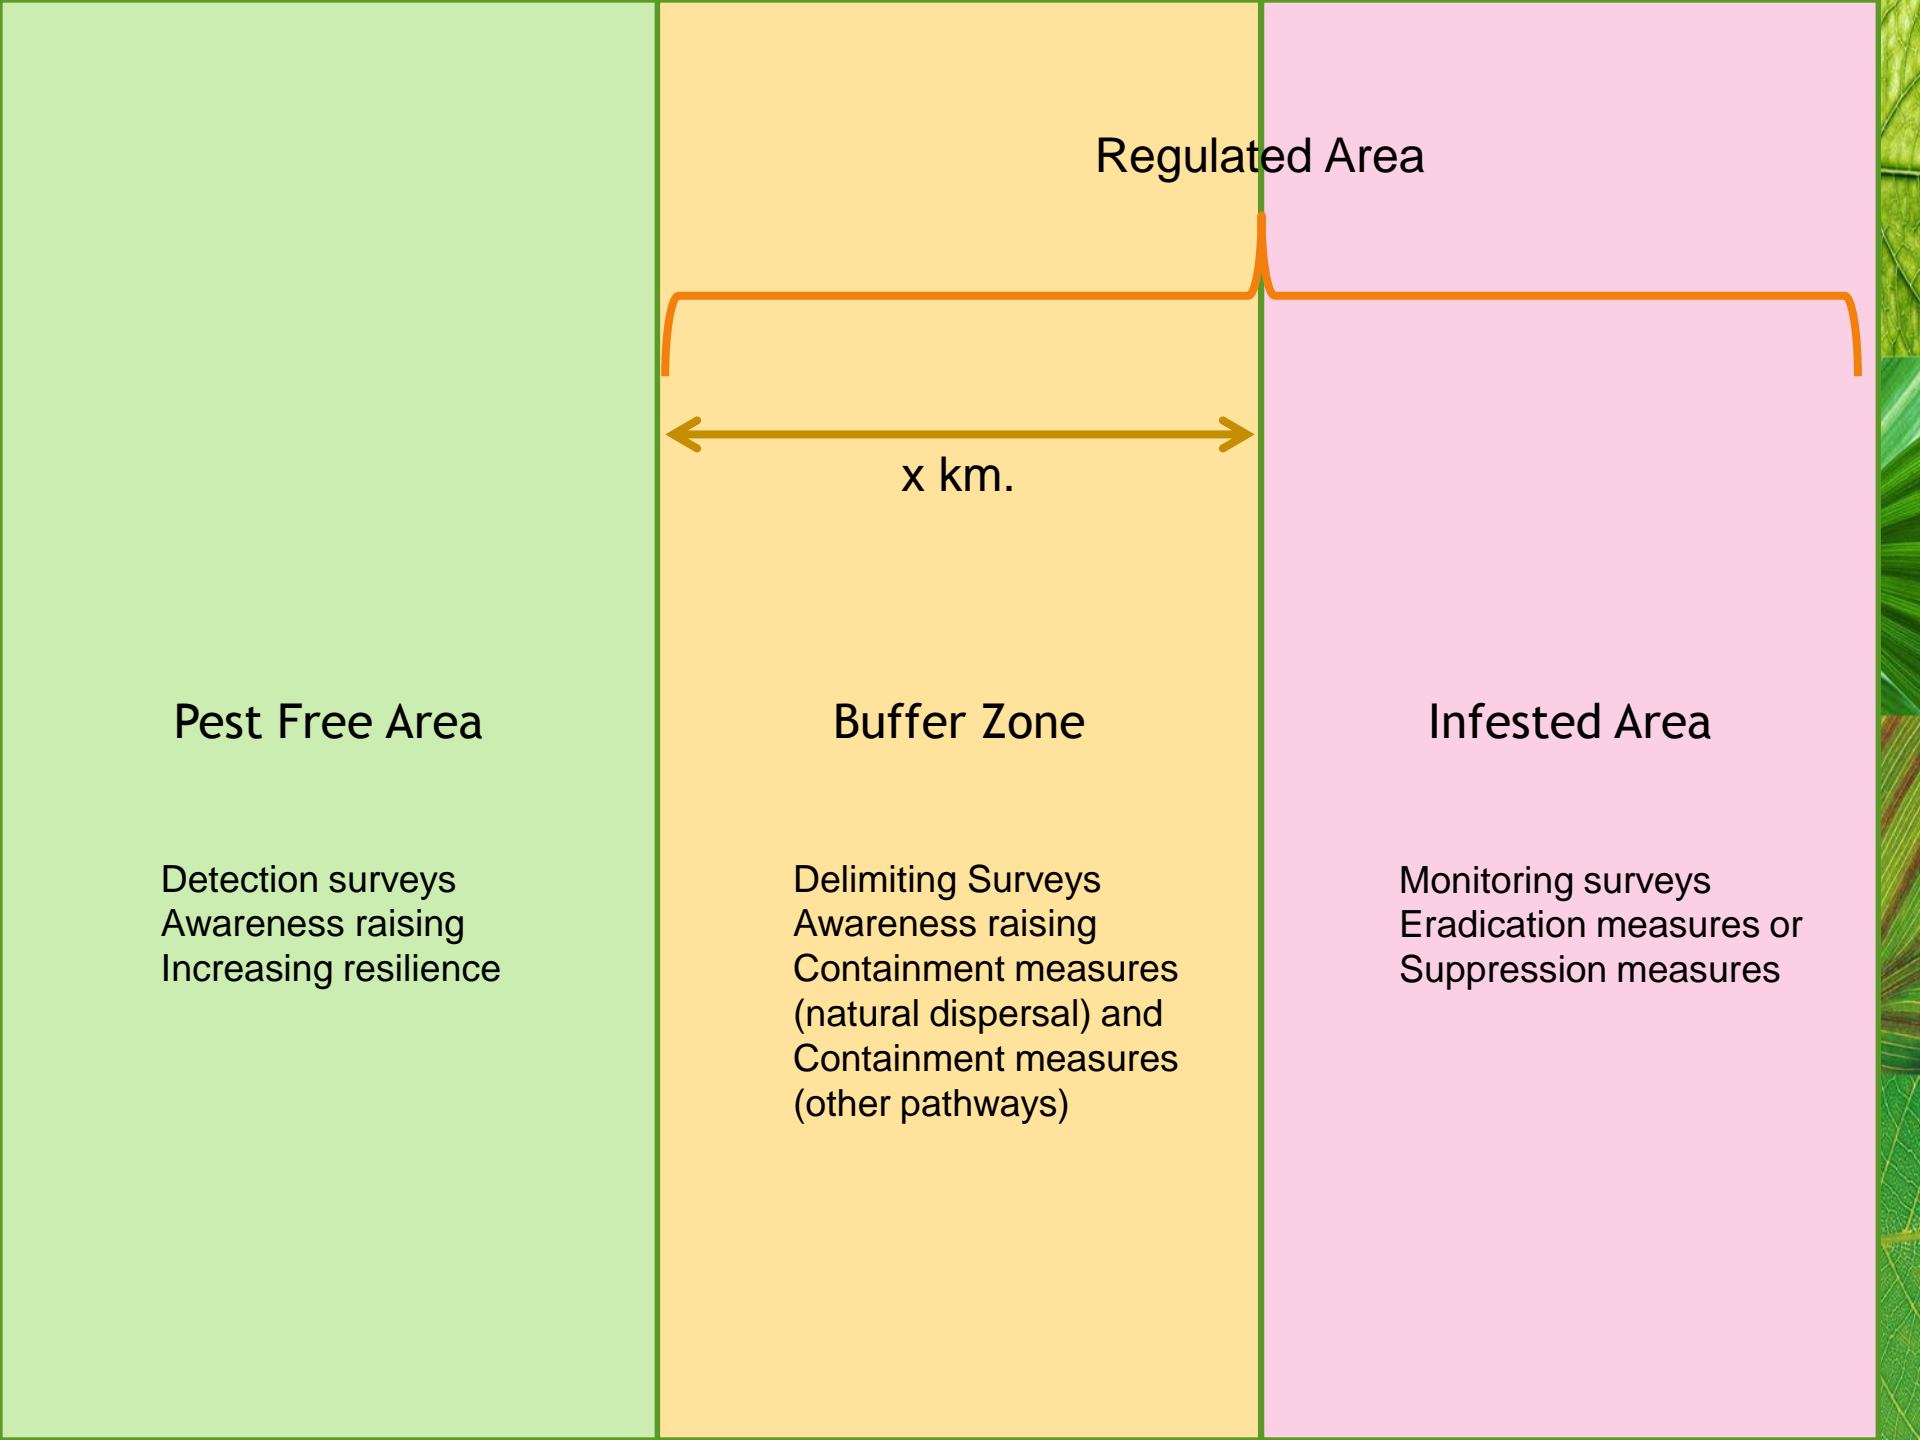 Regulated Area
x km.
Pest Free Area
Buffer Zone
Infested Area
Detection surveys
Awareness raising
Increasing resilience
Delimiting Surveys
Awareness raising
Containment measures
(natural dispersal) and
Containment measures
(other pathways)
Monitoring surveys
Eradication measures or
Suppression measures